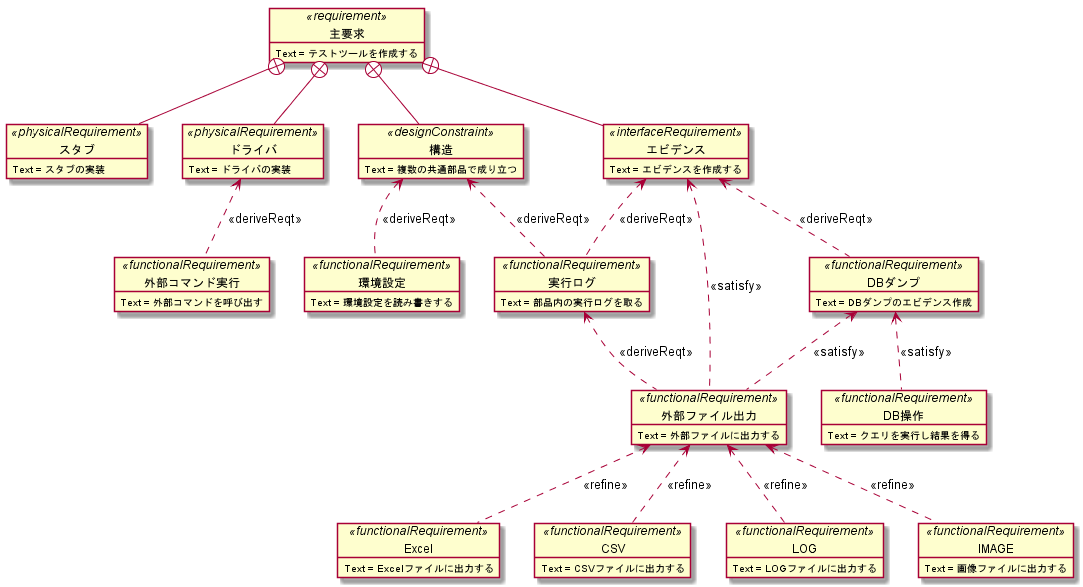 «requirement»
主要求
Text = テストツールを作成する
«physicalRequirement»
スタブ
Text = スタブの実装
«physicalRequirement»
ドライバ
Text = ドライバの実装
«designConstraint»
構造
Text = 複数の共通部品で成り立つ
«interfaceRequirement»
エビデンス
Text = エビデンスを作成する
«deriveReqt»
«deriveReqt»
«deriveReqt»
«deriveReqt»
«deriveReqt»
«functionalRequirement»
外部コマンド実行
Text = 外部コマンドを呼び出す
«functionalRequirement»
環境設定
Text = 環境設定を読み書きする
«functionalRequirement»
実行ログ
Text = 部品内の実行ログを取る
«satisfy»
«functionalRequirement»
DBダンプ
Text = DBダンプのエビデンス作成
«deriveReqt»
«satisfy»
«satisfy»
«functionalRequirement»
外部ファイル出力
Text = 外部ファイルに出力する
«functionalRequirement»
DB操作
Text = クエリを実行し結果を得る
«refine»
«refine»
«refine»
«refine»
«functionalRequirement»
Excel
Text = Excelファイルに出力する
«functionalRequirement»
CSV
Text = CSVファイルに出力する
«functionalRequirement»
LOG
Text = LOGファイルに出力する
«functionalRequirement»
IMAGE
Text = 画像ファイルに出力する